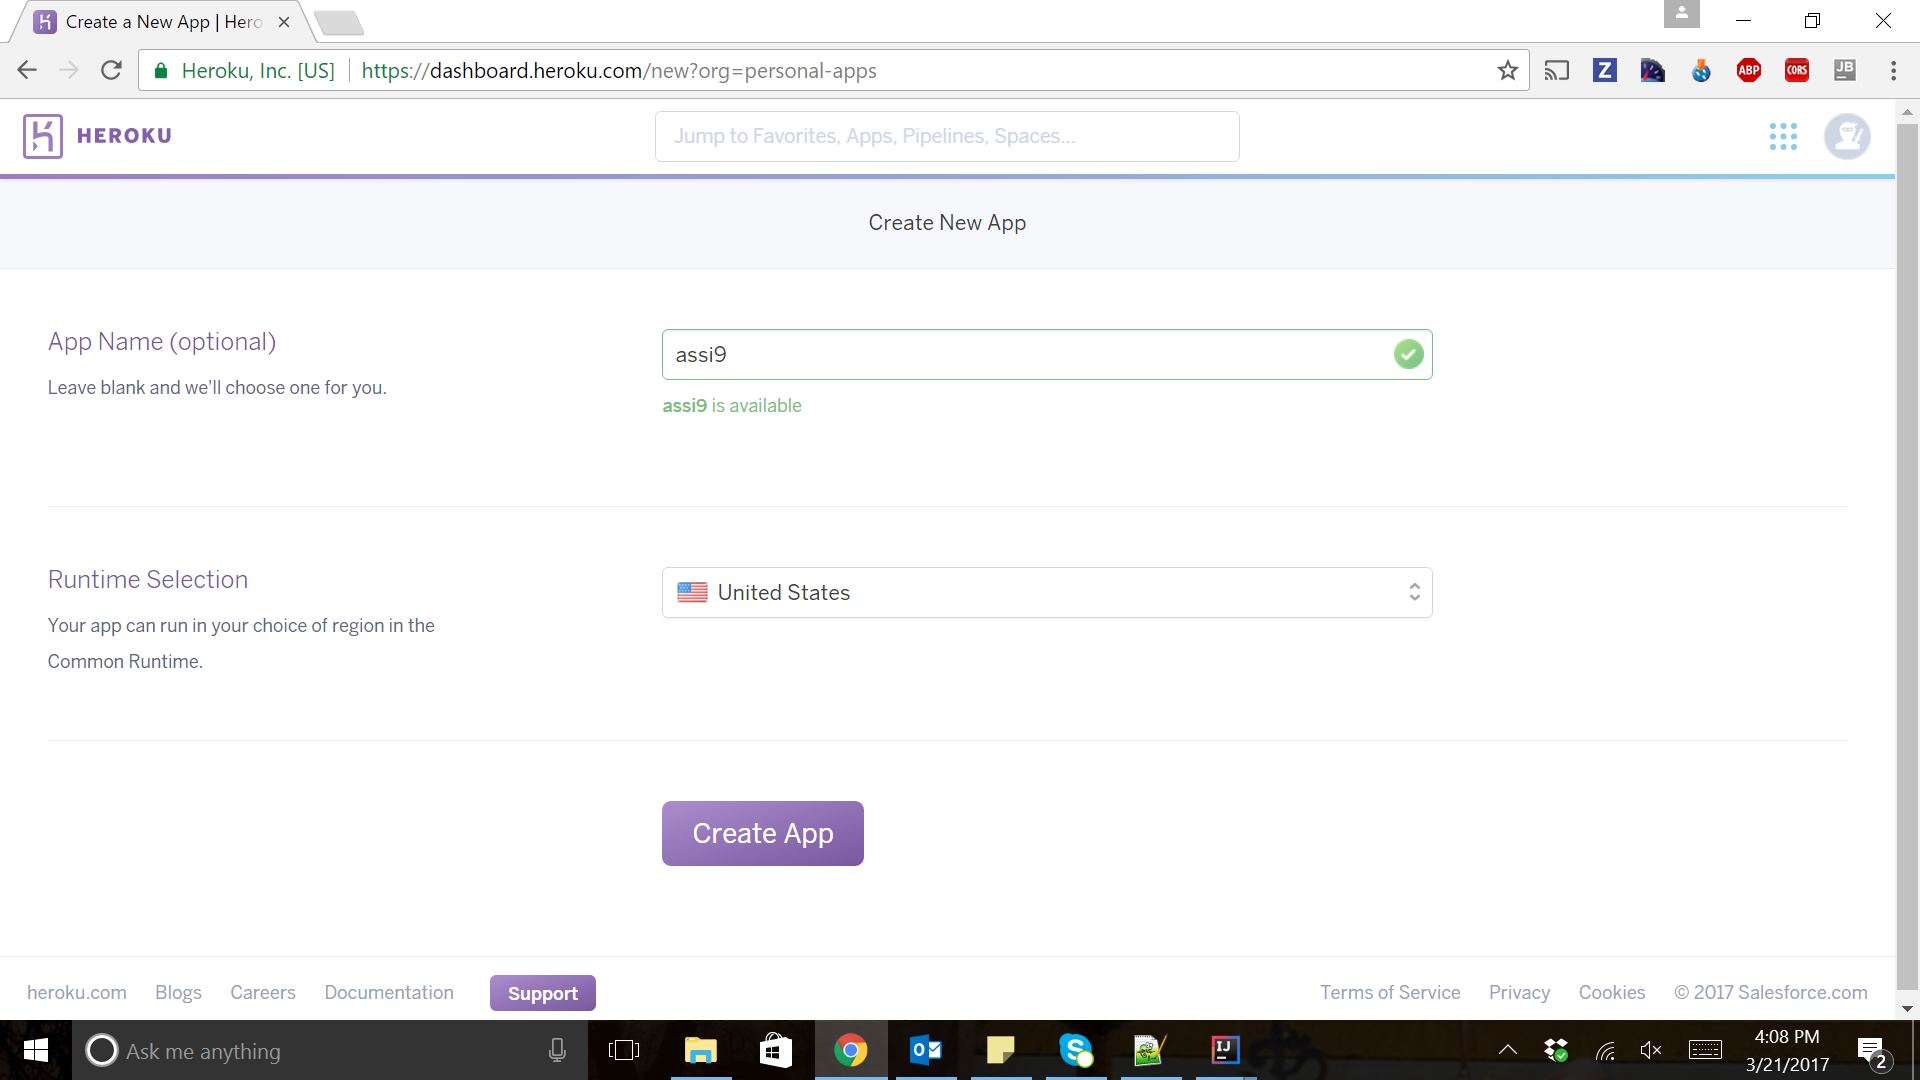 Create a New App | Hero
Heroku, Inc. [US]
https://dashboard.heroku.com/new?org=personal-apps
Z
ABP
CORS
JB
HEROKU
Jump to Favorites, Apps, Pipelines, Spaces...
Create New App
App Name (optional)
assi9
Leave blank and we'll choose one for you.
assi9 is available
Runtime Selection
United States
Your app can run in your choice of region in the
Common Runtime.
Create App
heroku.com Blogs Careers Documentation Support Terms of Service Privacy Cookies © 2017 Salesforce.com
Ask me anything
IJ
4:08 PM
3/21/2017
2